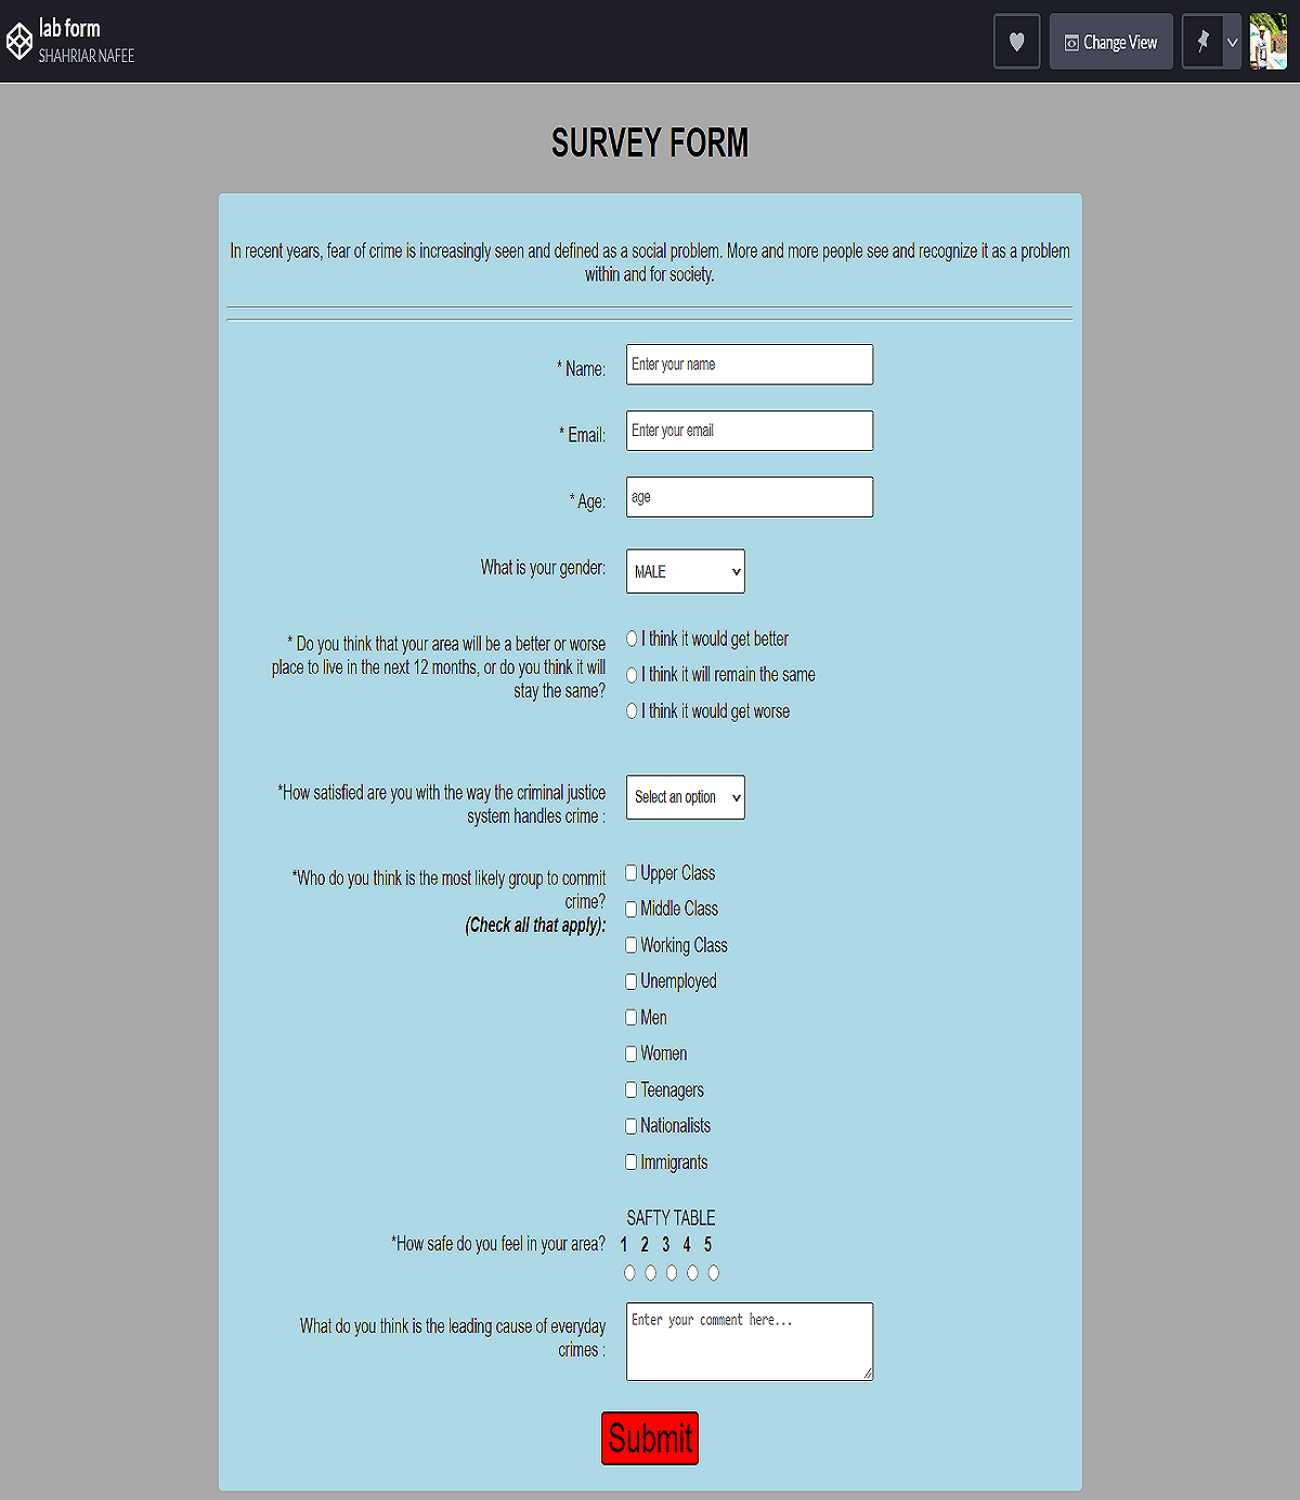 lab form
SHAHRIAR NAFEE
Change View
SURVEY FORM
In recent years, fear of crime is increasingly seen and defined as a social problem. More and more people see and recognize it as a problem
within and for society.
* Name:
Enter your name
* Email:
Enter your email
* Age:
age
What is your gender:
MALE
* Do you think that your area will be a better or worse
place to live in the next 12 months, or do you think it will
stay the same?
I think it would get better
I think it will remain the same
I think it would get worse
*How satisfied are you with the way the criminal justice
system handles crime :
Select an option
*Who do you think is the most likely group to commit
crime?
(Check all that apply):
Upper Class
Middle Class
Working Class
Unemployed
Men
Women
Teenagers
Nationalists
Immigrants
SAFTY TABLE
*How safe do you feel in your area?
1 2 3 4 5
What do you think is the leading cause of everyday
crimes :
Enter your comment here...
Submit